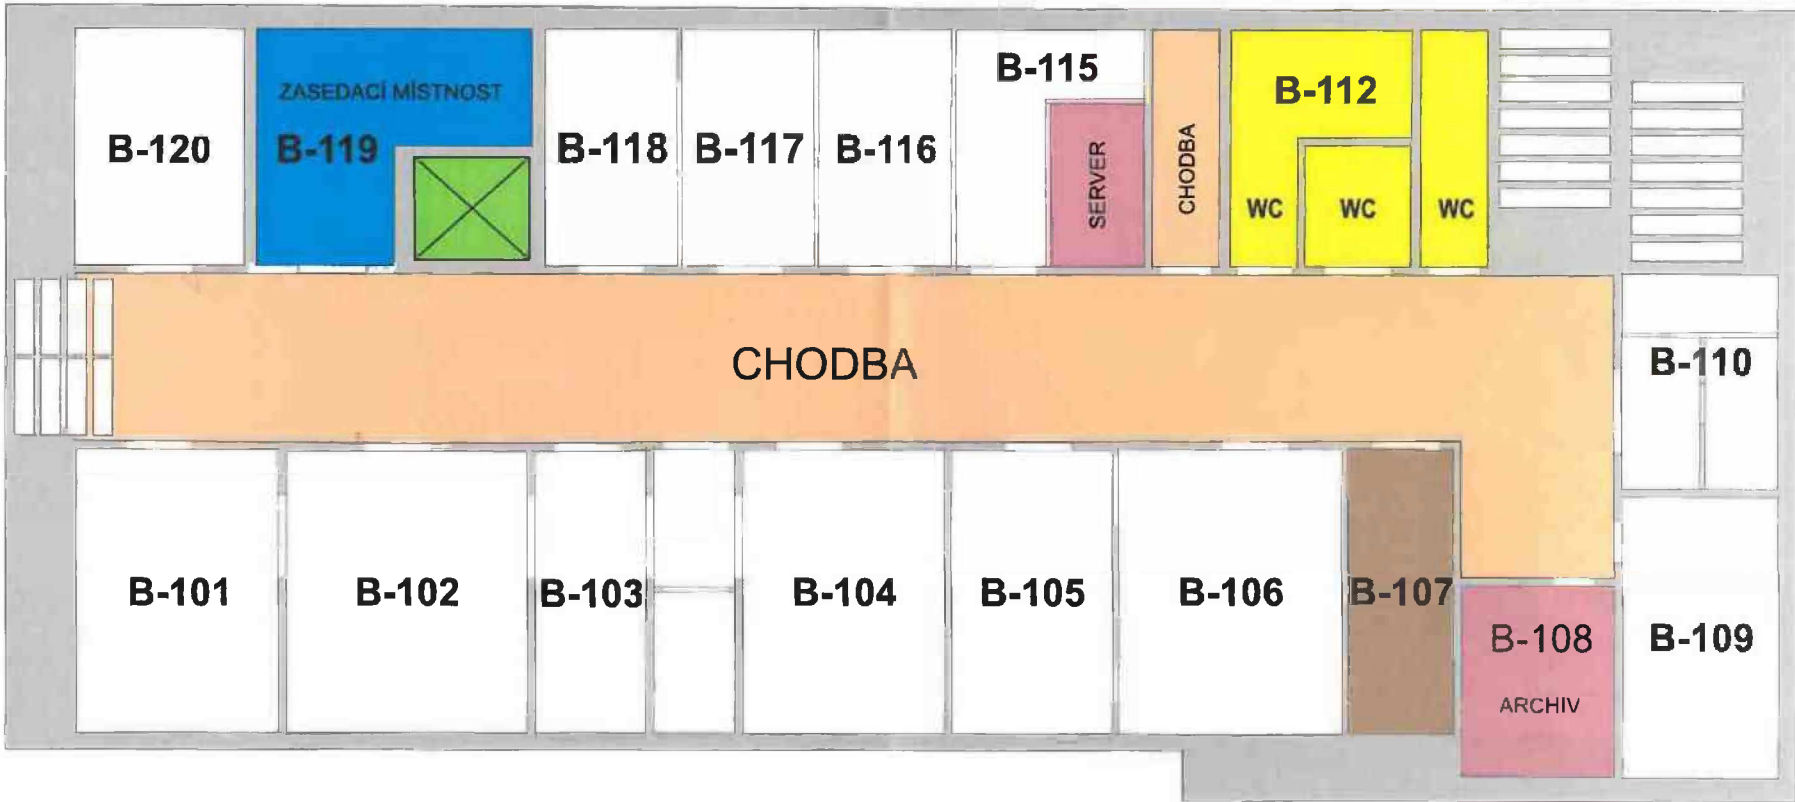 ZASEDACÍ MÍSTNOST
B-120
B-119
B-118
B-117
B-116
B-115
SERVER
CHODBA
B-112
WC
WC
WC
CHODBA
B-110
B-101
B-102
B-103
B-104
B-105
B-106
B-107
B-108
ARCHIV
B-109